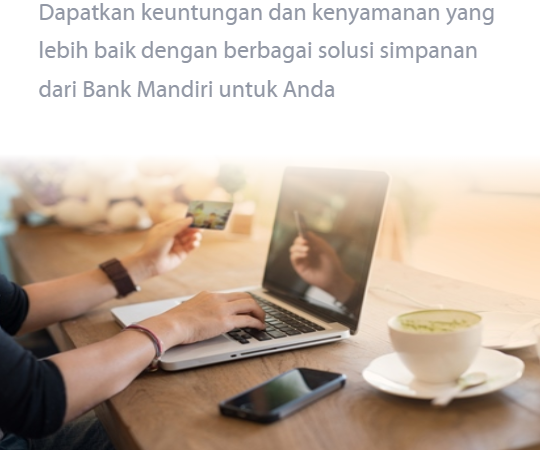 Dapatkan keuntungan dan kenyamanan yang
lebih baik dengan berbagai solusi simpanan
dari Bank Mandiri untuk Anda